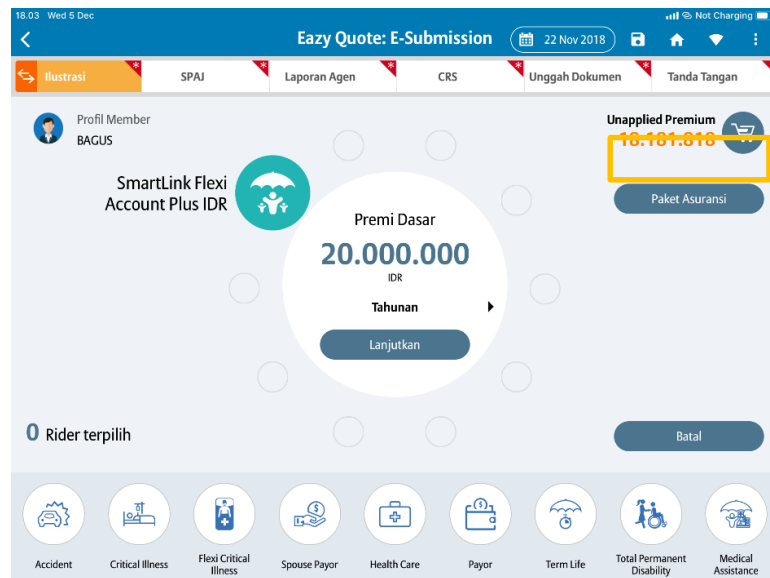 18.03 Wed 5 Dec
Not Charging
Eazy Quote: E-Submission
22 Nov 2018
Ilustrasi
SPAJ
Laporan Agen
CRS
Unggah Dokumen
Tanda Tangan
Profil Member
BAGUS
Unapplied Premium
18.181.818
SmartLink Flexi
Account Plus IDR
Paket Asuransi
Premi Dasar
20.000.000
IDR
Tahunan
Lanjutkan
0 Rider terpilih
Batal
Accident
Critical Illness
Flexi Critical
Illness
Spouse Payor
Health Care
Payor
Term Life
Total Permanent
Disability
Medical
Assistance